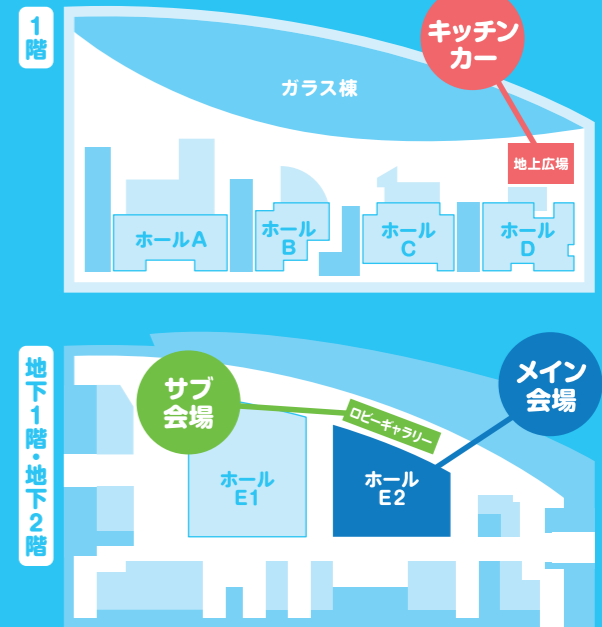 1階
キッチン
カー
ガラス棟
地上広場
ホールA
ホール
B
ホール
C
ホール
D
地下1階・地下2階
サブ
会場
ロビーギャラリー
メイン
会場
ホール
E1
ホール
E2